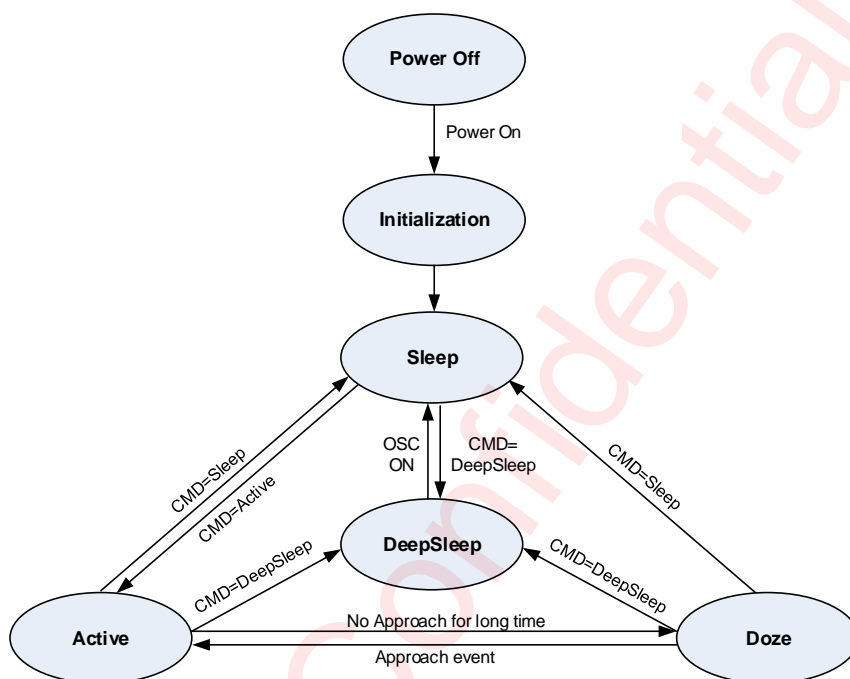 Power Off
Power On
Initialization
Sleep
CMD=Sleep
CMD=Active
OSC
ON
CMD=
DeepSleep
CMD=Sleep
DeepSleep
CMD=DeepSleep
CMD=DeepSleep
Active
No Approach for long time
Approach event
Doze
Confidential